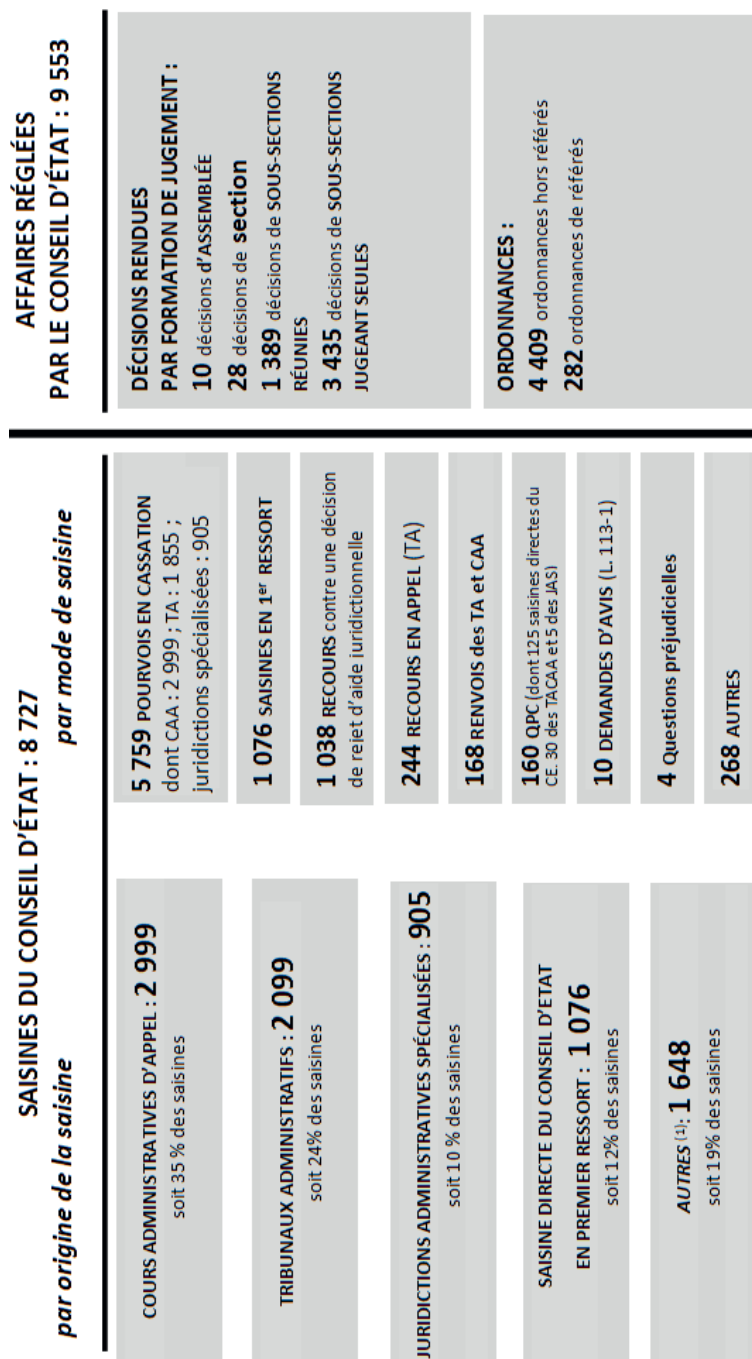 SAISINES DU CONSEIL D'ÉTAT : 8 727
par origine de la saisine
COURS ADMINISTRATIVES D'APPEL : 2 999
soit 35 % des saisines
TRIBUNAUX ADMINISTRATIFS : 2 099
soit 24% des saisines
JURIDICTIONS ADMINISTRATIVES SPÉCIALISÉES : 905
soit 10 % des saisines
SAISINE DIRECTE DU CONSEIL D'ETAT
EN PREMIER RESSORT : 1 076
soit 12% des saisines
AUTRES (1): 1 648
soit 19% des saisines
par mode de saisine
5 759 POURVOIS EN CASSATION
dont CAA : 2 999 ; TA : 1 855 ;
juridictions spécialisées : 905
1 076 SAISINES EN 1er RESSORT
1 038 RECOURS contre une décision
de rejet d'aide juridictionnelle
244 RECOURS EN APPEL (TA)
168 RENVOIS des TA et CAA
160 QPC (dont 125 saisines directes du
CE. 30 des TACAA et 5 des JAS)
10 DEMANDES D'AVIS (L. 113-1)
4 Questions préjudicielles
268 AUTRES
AFFAIRES RÉGLÉES
PAR LE CONSEIL D'ÉTAT : 9 553
DÉCISIONS RENDUES
PAR FORMATION DE JUGEMENT :
10 décisions d'ASSEMBLÉE
28 décisions de section
1 389 décisions de SOUS-SECTIONS
RÉUNIES
3 435 décisions de SOUS-SECTIONS
JUGEANT SEULES
ORDONNANCES :
4 409 ordonnances hors référés
282 ordonnances de référés